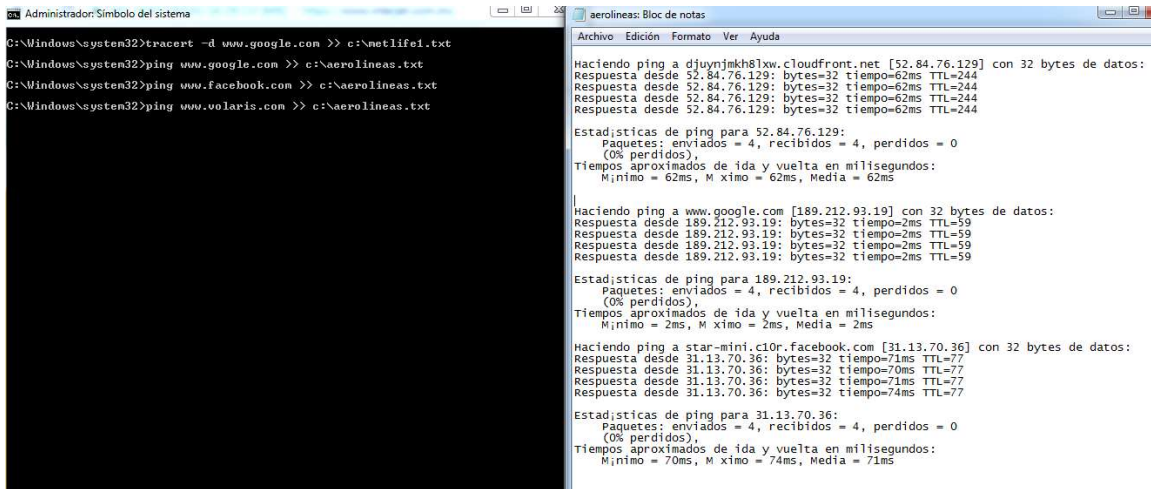 Administrador: Símbolo del sistema
C:\Windows\system32>tracert -d www.google.com >> c:\metlife1.txt
C:\Windows\system32>ping www.google.com >> c:\aerolineas.txt
C:\Windows\system32>ping www.facebook.com >> c:\aerolineas.txt
C:\Windows\system32>ping www.volaris.com >> c:\aerolineas.txt
aerolineas: Bloc de notas
Archivo Edición Formato Ver Ayuda
Haciendo ping a djuynjmkh8lxw.cloudfront.net [52.84.76.129] con 32 bytes de datos:
Respuesta desde 52.84.76.129: bytes=32 tiempo=62ms TTL=244
Respuesta desde 52.84.76.129: bytes=32 tiempo=62ms TTL=244
Respuesta desde 52.84.76.129: bytes=32 tiempo=62ms TTL=244
Respuesta desde 52.84.76.129: bytes=32 tiempo=62ms TTL=244
Estad¡sticas de ping para 52.84.76.129:
Paquetes: enviados = 4, recibidos = 4, perdidos = 0
(0% perdidos),
Tiempos aproximados de ida y vuelta en milisegundos:
M¡nimo = 62ms, M ximo = 62ms, Media = 62ms
Haciendo ping a www.google.com [189.212.93.19] con 32 bytes de datos:
Respuesta desde 189.212.93.19: bytes=32 tiempo=2ms TTL=59
Respuesta desde 189.212.93.19: bytes=32 tiempo=2ms TTL=59
Respuesta desde 189.212.93.19: bytes=32 tiempo=2ms TTL=59
Respuesta desde 189.212.93.19: bytes=32 tiempo=2ms TTL=59
Estad¡sticas de ping para 189.212.93.19:
Paquetes: enviados = 4, recibidos = 4, perdidos = 0
(0% perdidos),
Tiempos aproximados de ida y vuelta en milisegundos:
M¡nimo = 2ms, M ximo = 2ms, Media = 2ms
Haciendo ping a star-mini.c10r.facebook.com [31.13.70.36] con 32 bytes de datos:
Respuesta desde 31.13.70.36: bytes=32 tiempo=71ms TTL=77
Respuesta desde 31.13.70.36: bytes=32 tiempo=70ms TTL=77
Respuesta desde 31.13.70.36: bytes=32 tiempo=71ms TTL=77
Respuesta desde 31.13.70.36: bytes=32 tiempo=74ms TTL=77
Estad¡sticas de ping para 31.13.70.36:
Paquetes: enviados = 4, recibidos = 4, perdidos = 0
(0% perdidos),
Tiempos aproximados de ida y vuelta en milisegundos:
M¡nimo = 70ms, M ximo = 74ms, Media = 71ms